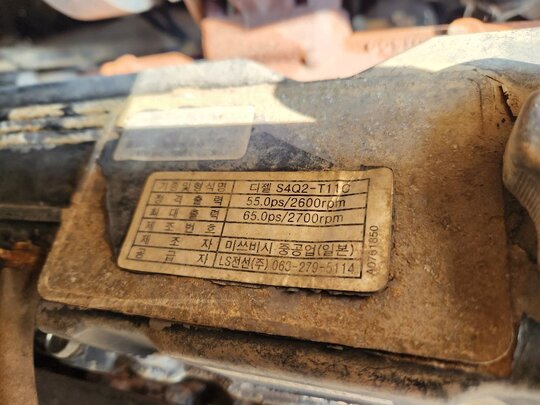 기종및형식명 디젤 S4Q2-T11G
정격출력 55.0ps/2600rpm
최대출력 65.0ps/2700rpm
제조번호
제조자 미쓰비시 중공업(일본)
공급자 LS전선(주) 063-279-5114
A0761850